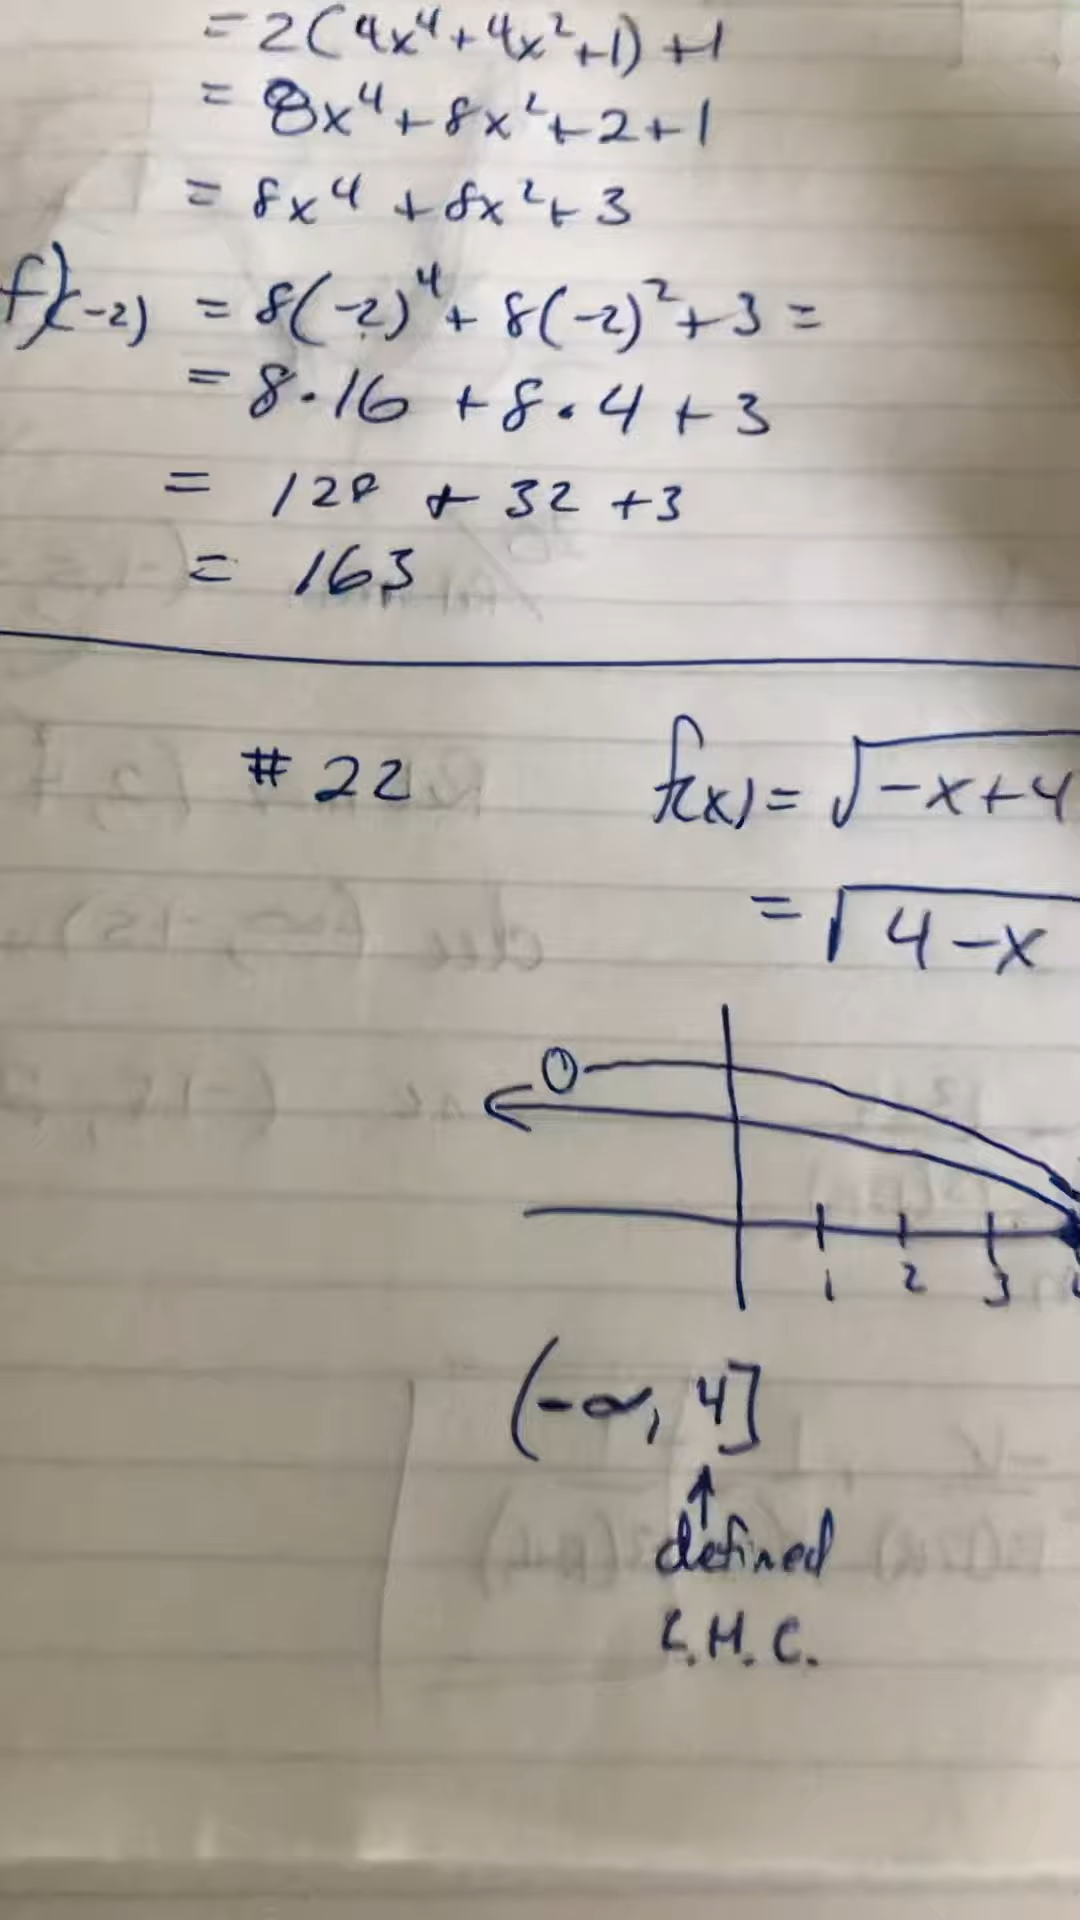 = 2(4x⁴+4x²+1)+1
= 8x⁴+8x²+2+1
= 8x⁴+8x²+3
f)(-2) = 8(-2)⁴+8(-2)²+3 =
= 8·16+8·4+3
= 128+32+3
= 163
#22 f(x)=√-x+4
=√4-x
1 2 3
(-∞, 4]
↑
defined
L.H.C.